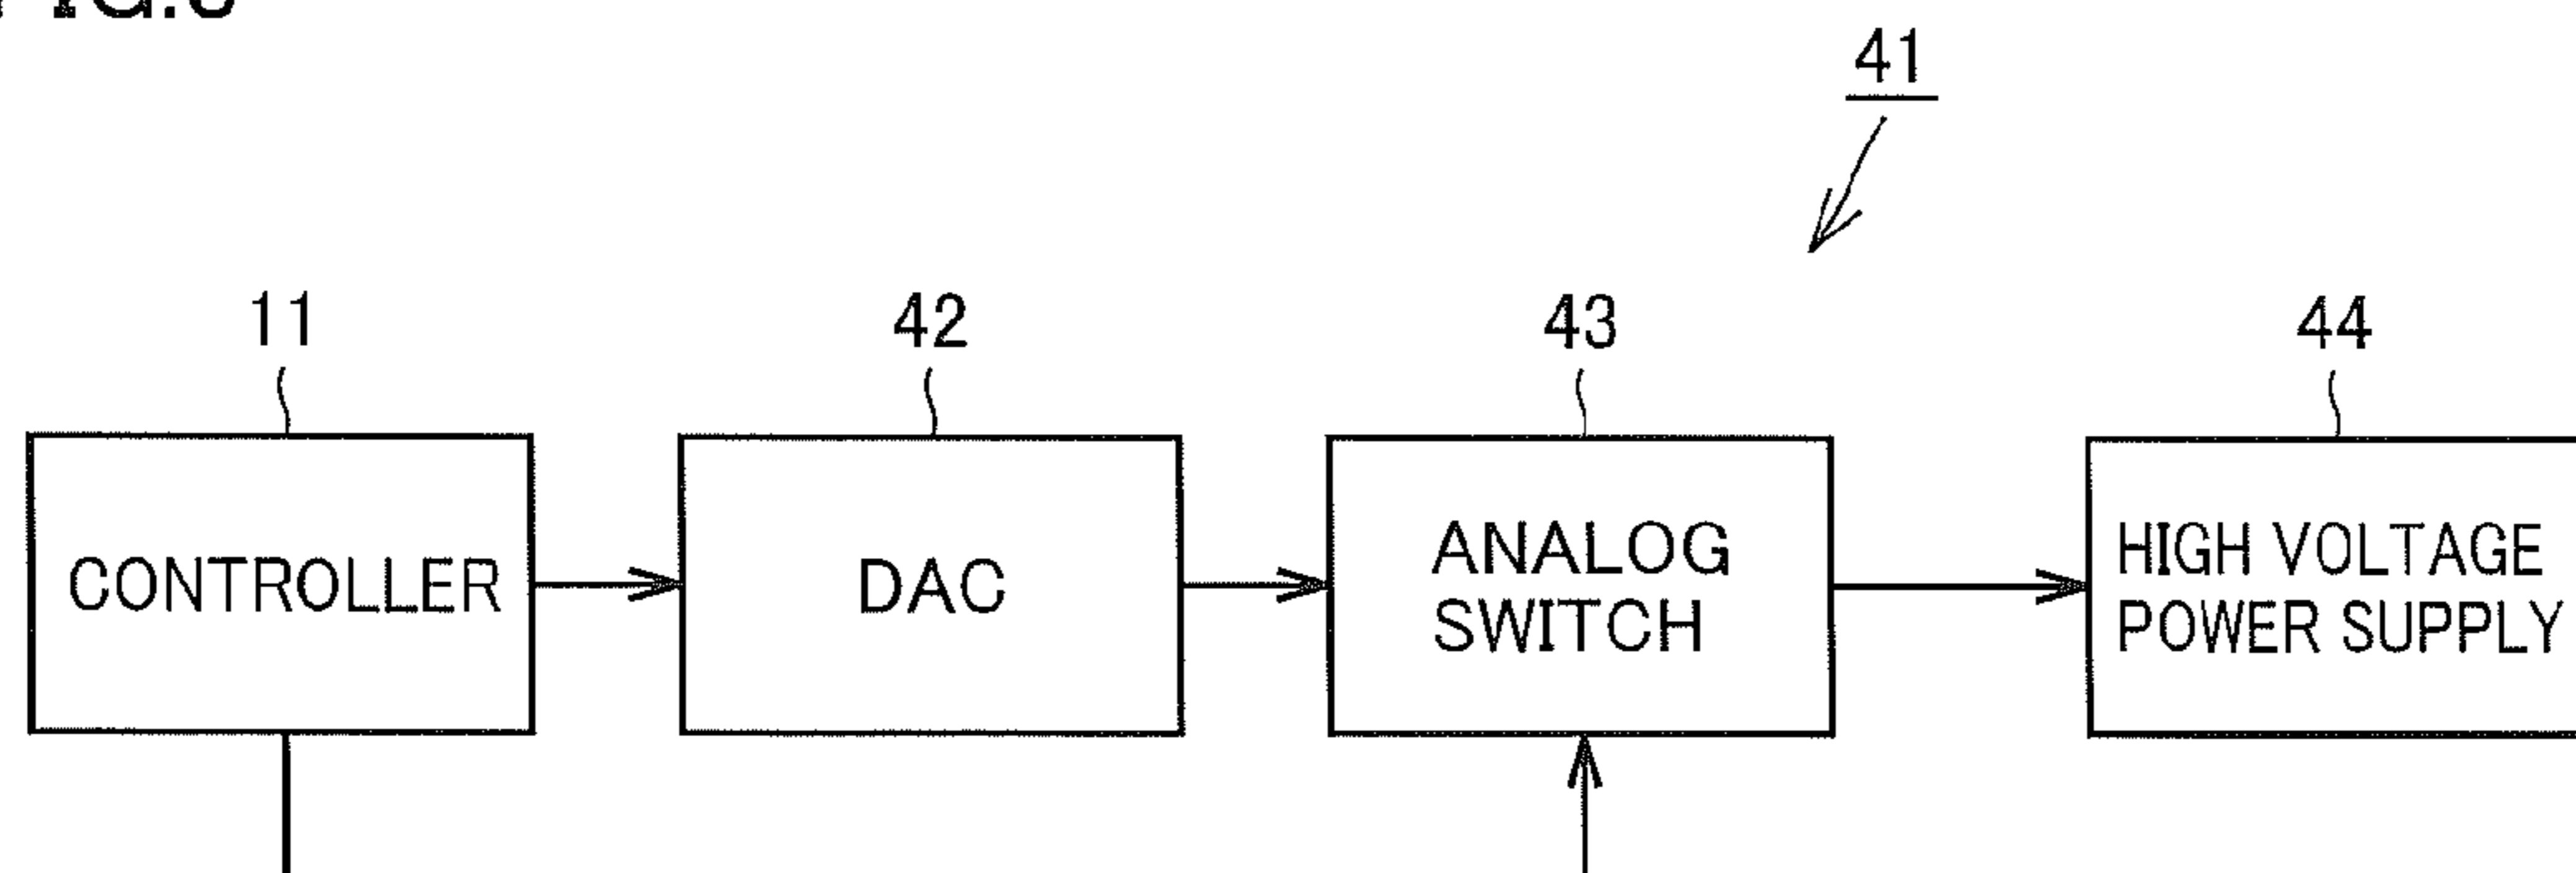 41
11
42
43
44
CONTROLLER
DAC
ANALOG
SWITCH
HIGH VOLTAGE
POWER SUPPLY